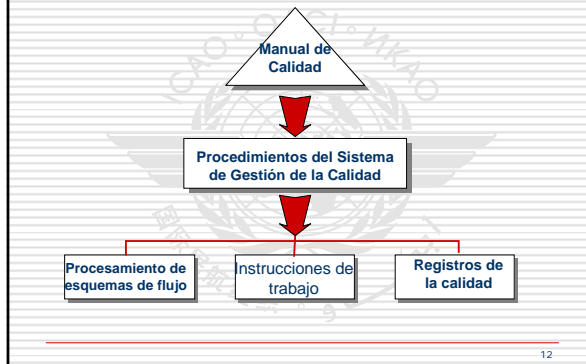 Manual de
Calidad
Procedimientos del Sistema
de Gestión de la Calidad
Procesamiento de
esquemas de flujo
Instrucciones de
trabajo
Registros de
la calidad
12